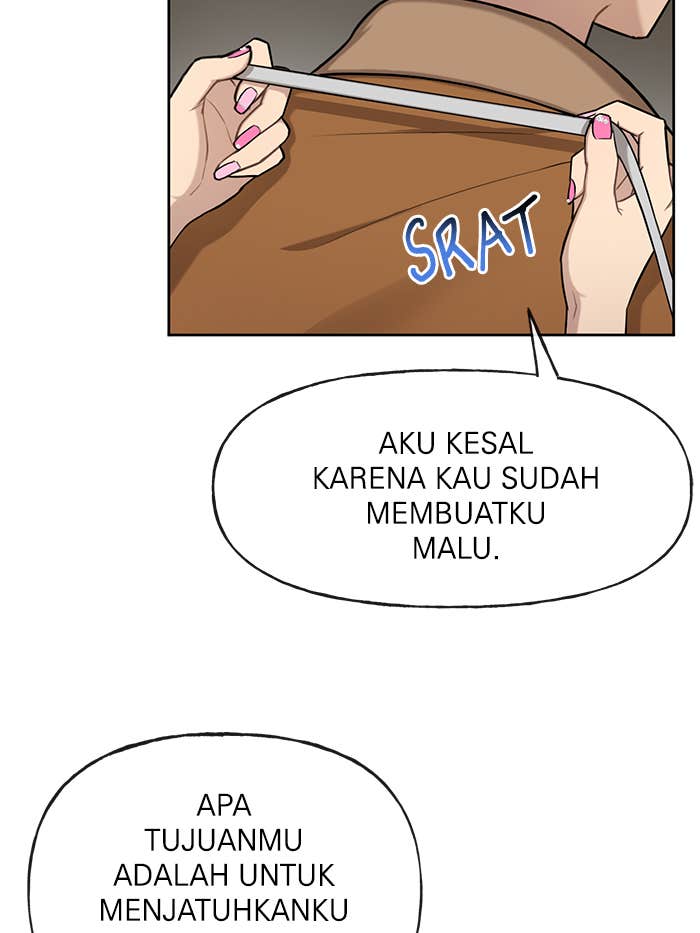 SRAT
AKU KESAL
KARENA KAU SUDAH
MEMBUATKU
MALU.
APA
TUJUANMU
ADALAH UNTUK
MENJATUHKANKU